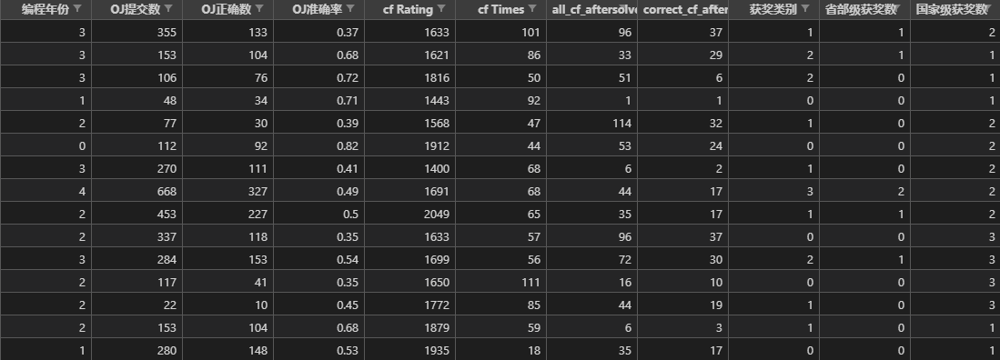 编程年份 OJ提交数 OJ正确数 OJ准确率 cf Rating cf Times all_cf_aftersolve correct_cf_after 获奖类别 省部级获奖数 国家级获奖数
3 355 133 0.37 1633 101 96 37 1 1 2
3 153 104 0.68 1621 86 33 29 2 1 1
3 106 76 0.72 1816 50 51 6 2 0 1
1 48 34 0.71 1443 92 1 1 0 0 1
2 77 30 0.39 1568 47 114 32 1 0 2
0 112 92 0.82 1912 44 53 24 0 0 2
3 270 111 0.41 1400 68 6 2 1 0 2
4 668 327 0.49 1691 68 44 17 3 2 2
2 453 227 0.5 2049 65 35 17 1 1 2
2 337 118 0.35 1633 57 96 37 0 0 3
3 284 153 0.54 1699 56 72 30 2 1 3
2 117 41 0.35 1650 111 16 10 0 0 3
2 22 10 0.45 1772 85 44 19 1 0 3
2 153 104 0.68 1879 59 6 3 1 0 1
1 280 148 0.53 1935 18 35 17 0 0 1